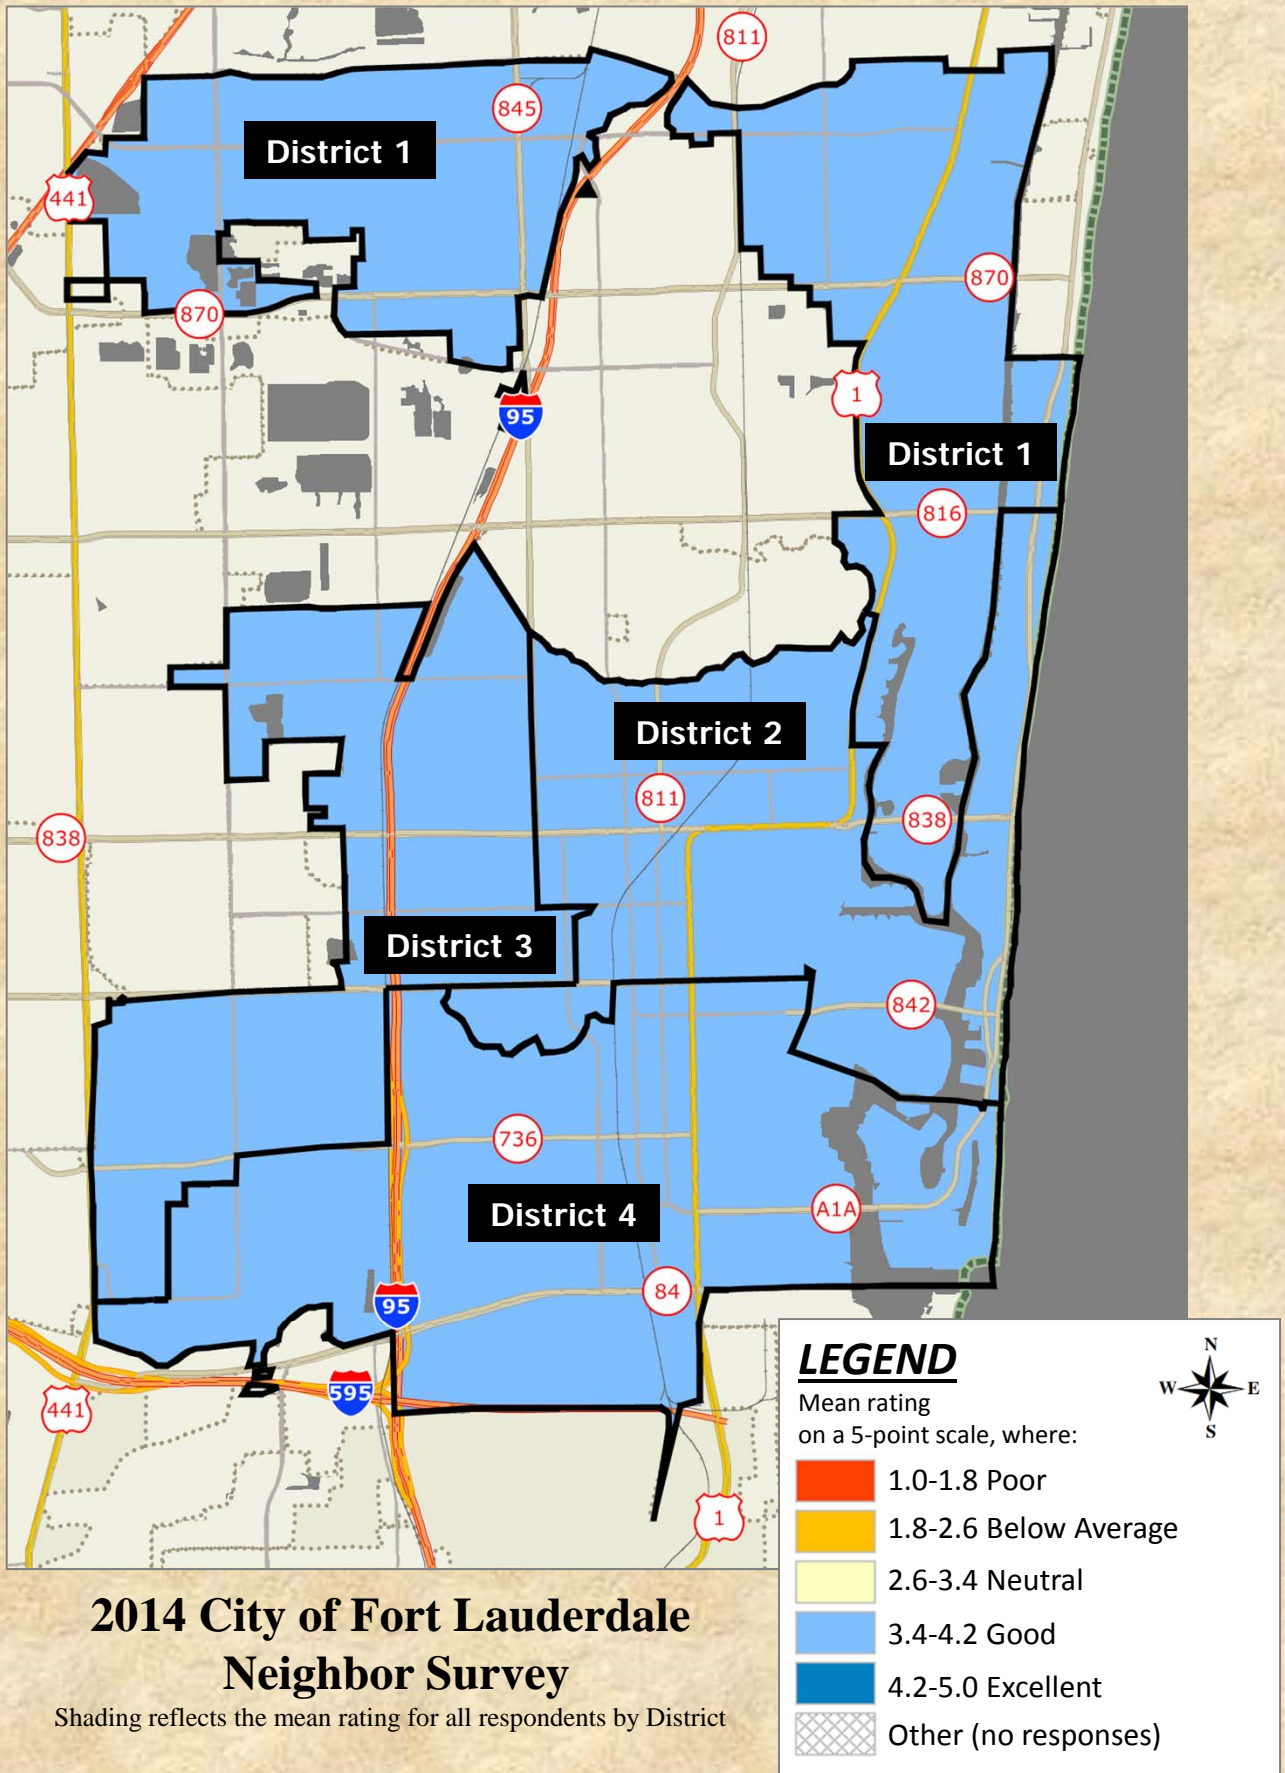 811
845
District 1
441
870
870
1
95
District 1
816
District 2
811
838
838
District 3
842
736
District 4
A1A
84
95
595
441
1
LEGEND
Mean rating
on a 5-point scale, where:
N
W E
S
1.0-1.8 Poor
1.8-2.6 Below Average
2.6-3.4 Neutral
3.4-4.2 Good
4.2-5.0 Excellent
Other (no responses)
2014 City of Fort Lauderdale
Neighbor Survey
Shading reflects the mean rating for all respondents by District